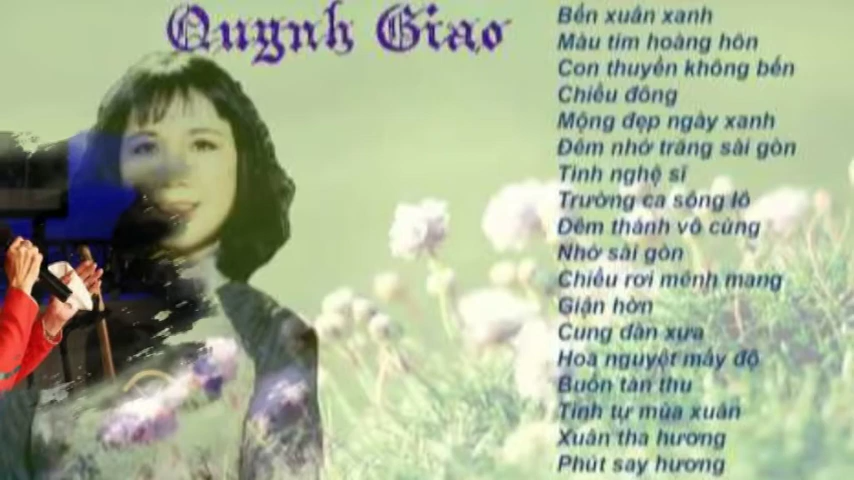 Quynh Giao
Bến xuân xanh
Màu tím hoàng hôn
Con thuyền không bến
Chiều đông
Mộng đẹp ngày xanh
Đêm nhớ trăng sài gòn
Tình nghệ sĩ
Trường ca sông lô
Đêm thánh vô cùng
Nhớ sài gòn
Chiều rơi mênh mang
Giận hờn
Cung đàn xưa
Hoa nguyệt mấy độ
Buồn tàn thu
Tình tự mùa xuân
Xuân tha hương
Phút say hương